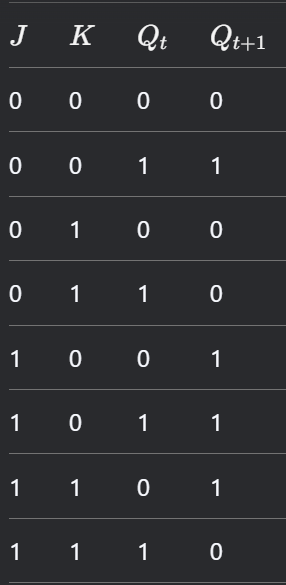 J K Qₜ Qₜ₊₁
0 0 0 0
0 0 1 1
0 1 0 0
0 1 1 0
1 0 0 1
1 0 1 1
1 1 0 1
1 1 1 0